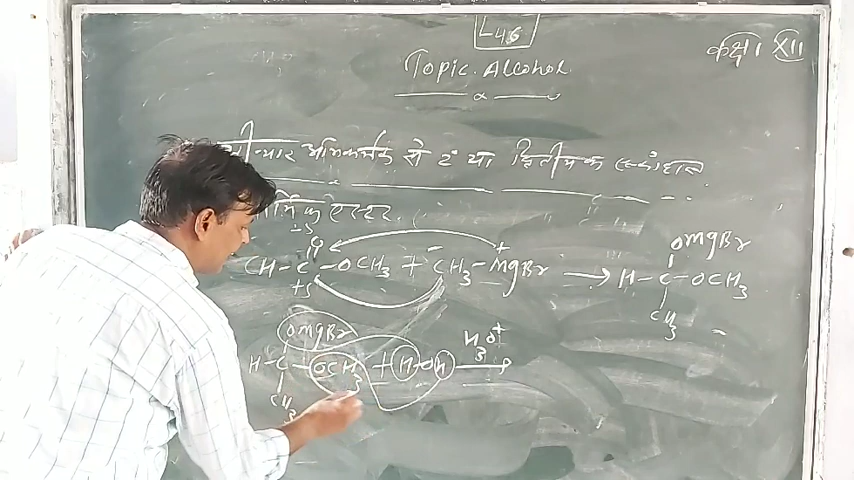 L46
कक्षा XII
Topic. Alcohol
अभिकर्मक से 2° या द्वितीयक
एस्टर.
-δ
O OMgBr
CH-C-OCH3 + CH3-MgBr → H-C-OCH3
+δ CH3
OMgBr
H-C-OCH3 + H-OH H3O+ →
CH3